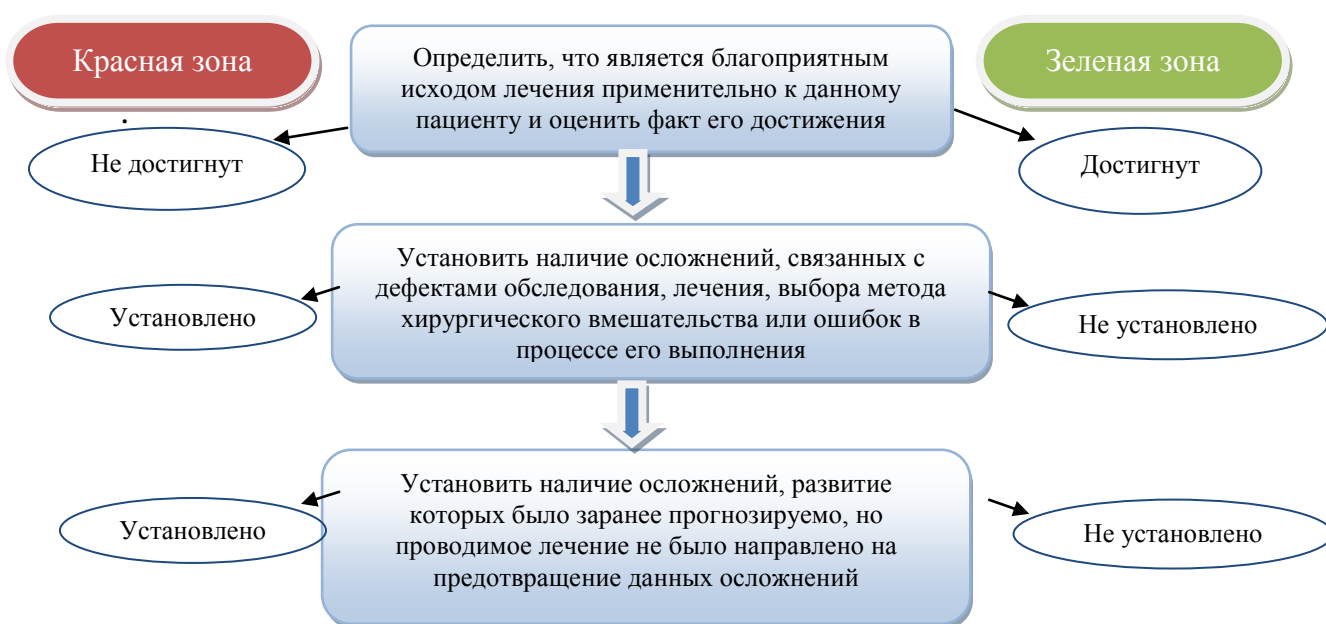 Красная зона
Определить, что является благоприятным
исходом лечения применительно к данному
пациенту и оценить факт его достижения
Зеленая зона
.
Не достигнут
Достигнут
Установить наличие осложнений, связанных с
дефектами обследования, лечения, выбора метода
хирургического вмешательства или ошибок в
процессе его выполнения
Установлено
Не установлено
Установить наличие осложнений, развитие
которых было заранее прогнозируемо, но
проводимое лечение не было направлено на
предотвращение данных осложнений
Установлено
Не установлено